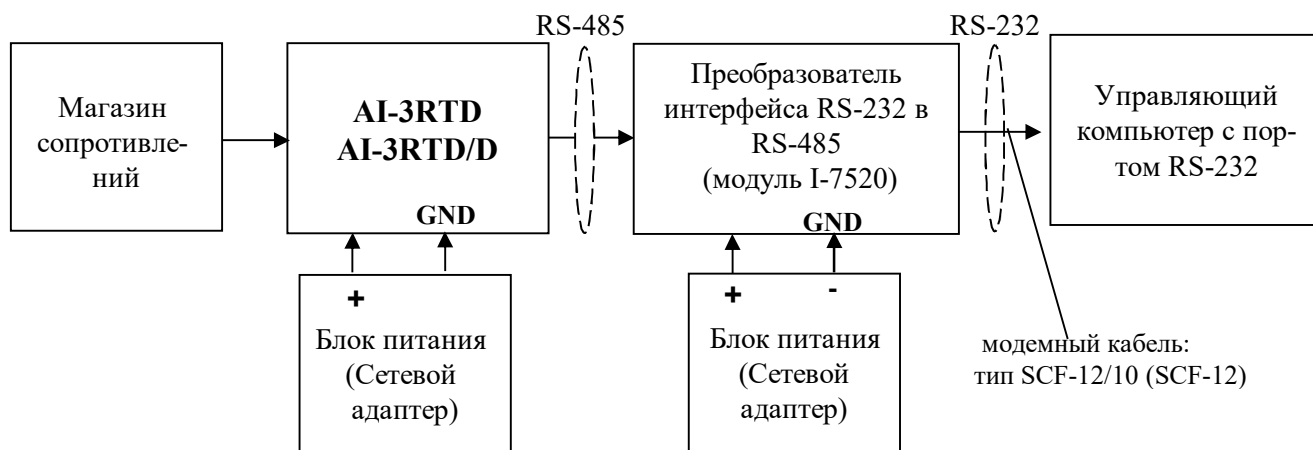 RS-485
RS-232
Магазин
сопротивле-
ний
AI-3RTD
AI-3RTD/D
GND
Преобразователь
интерфейса RS-232 в
RS-485
(модуль I-7520)
GND
Управляющий
компьютер с пор-
том RS-232
+
Блок питания
(Сетевой
адаптер)
+ -
Блок питания
(Сетевой
адаптер)
модемный кабель:
тип SCF-12/10 (SCF-12)